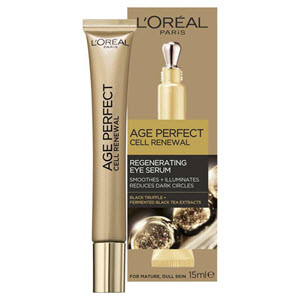 L'ORÉAL
PARIS
AGE PERFECT
CELL RENEWAL
L'ORÉAL
PARIS
AGE PERFECT
CELL RENEWAL
REGENERATING
EYE SERUM
SMOOTHES + ILLUMINATES
REDUCES DARK CIRCLES
BLACK TRUFFLE +
FERMENTED BLACK TEA EXTRACTS
FOR MATURE, DULL SKIN
15ml℮